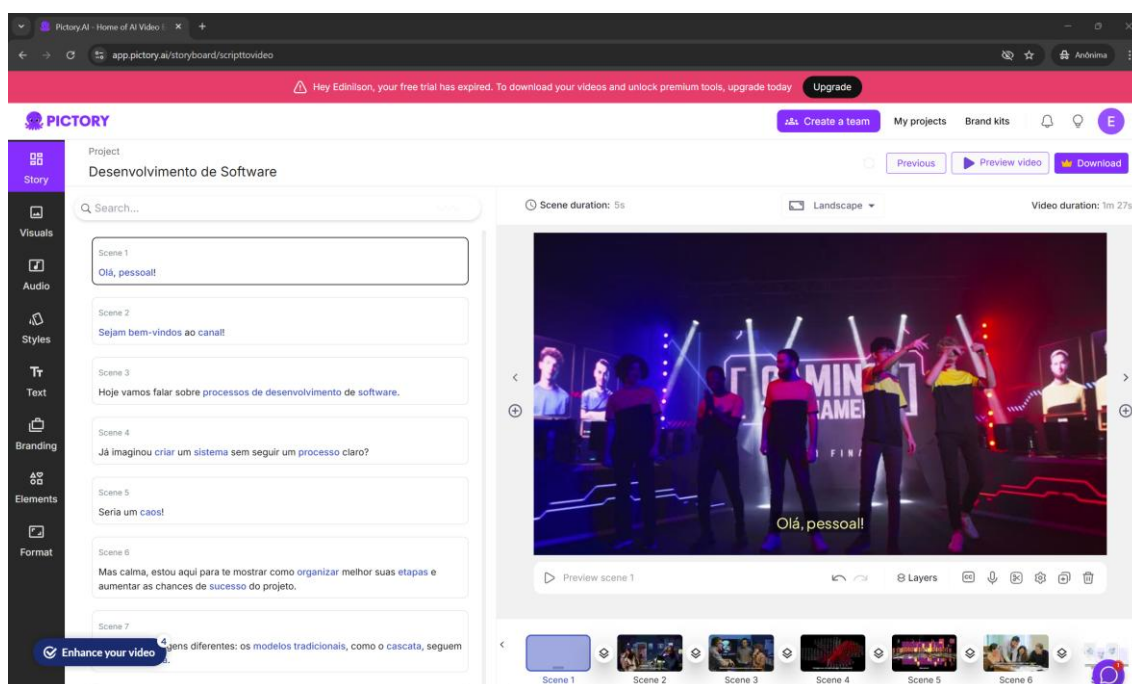 Pictory.AI - Home of AI Video
app.pictory.ai/storyboard/scripttovideo
Anônima
Hey Edinilson, your free trial has expired. To download your videos and unlock premium tools, upgrade today
Upgrade
PICTORY
Create a team
My projects
Brand kits
E
Story
Project
Desenvolvimento de Software
Previous
Preview video
Download
Visuals
Audio
Styles
Tт
Text
Branding
Elements
Format
Search...
Scene 1
Olá, pessoal!
Scene 2
Sejam bem-vindos ao canal!
Scene 3
Hoje vamos falar sobre processos de desenvolvimento de software.
Scene 4
Já imaginou criar um sistema sem seguir um processo claro?
Scene 5
Seria um caos!
Scene 6
Mas calma, estou aqui para te mostrar como organizar melhor suas etapas e
aumentar as chances de sucesso do projeto.
Scene 7
gens diferentes: os modelos tradicionais, como o cascata, seguem
Enhance your video
4
Scene duration: 5s
Landscape
Video duration: 1m 27s
Olá, pessoal!
Preview scene 1
Layers
CC
Scene 1
Scene 2
Scene 3
Scene 4
Scene 5
Scene 6
1